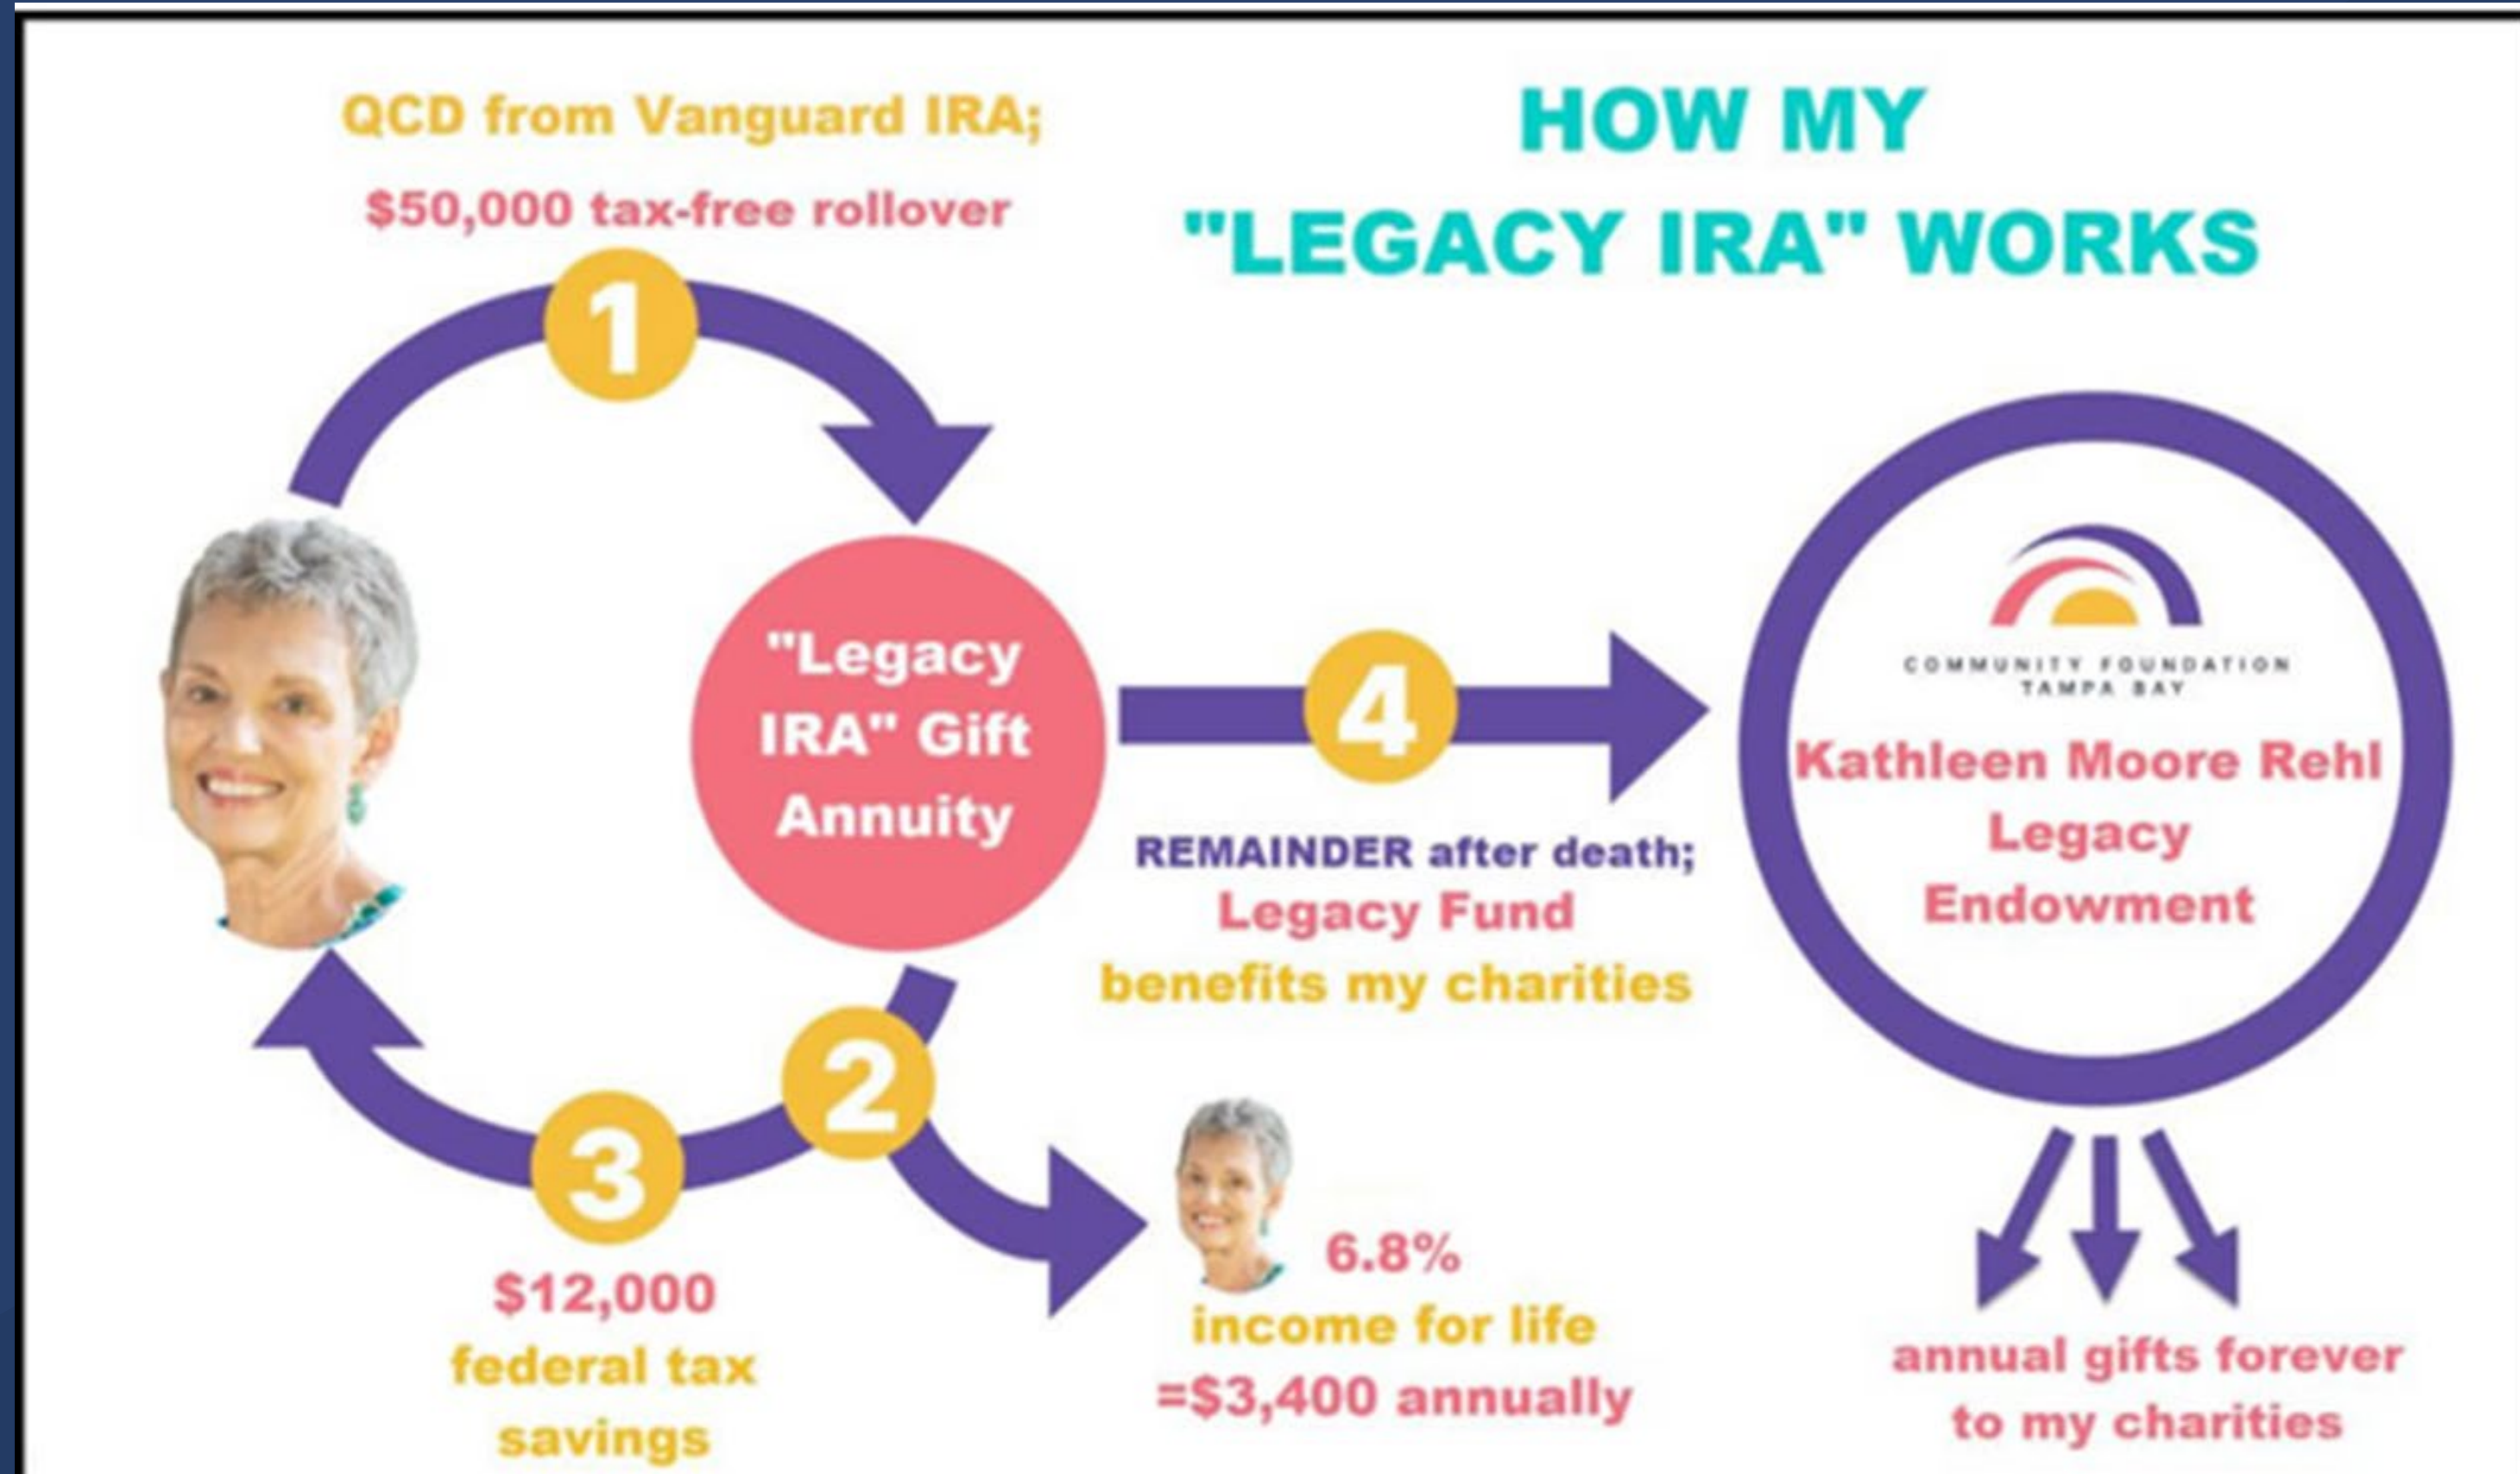 QCD from Vanguard IRA;
$50,000 tax-free rollover
HOW MY
"LEGACY IRA" WORKS
1
"Legacy
IRA" Gift
Annuity
4
REMAINDER after death;
Legacy Fund
benefits my charities
COMMUNITY FOUNDATION
TAMPA BAY
Kathleen Moore Rehl
Legacy
Endowment
2
3
$12,000
federal tax
savings
6.8%
income for life
=$3,400 annually
annual gifts forever
to my charities